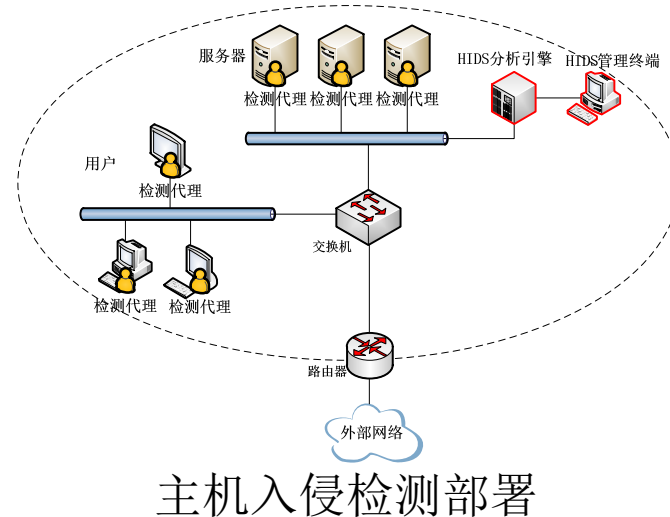 服务器
HIDS分析引擎
HIDS管理终端
检测代理
检测代理
检测代理
用户
检测代理
交换机
检测代理
检测代理
路由器
外部网络
主机入侵检测部署